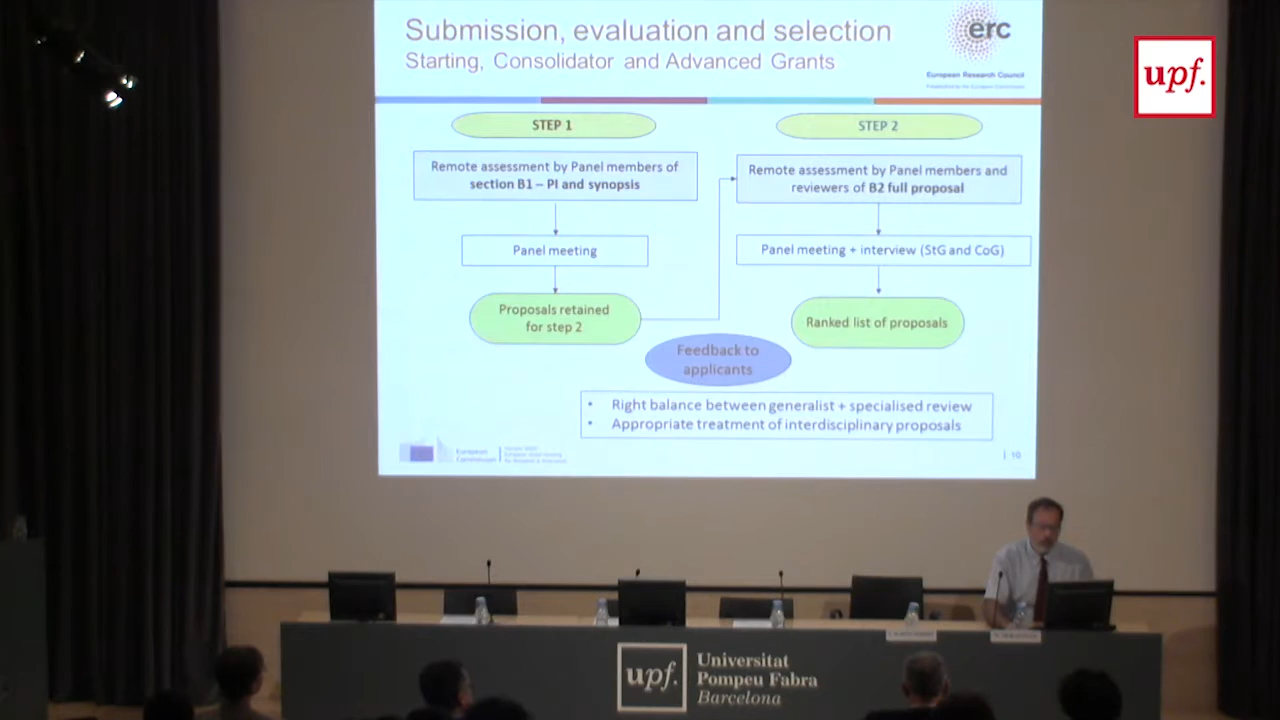 Submission, evaluation and selection
Starting, Consolidator and Advanced Grants
erc
European Research Council
upf.
STEP 1
STEP 2
Remote assessment by Panel members of
section B1 – PI and synopsis
Remote assessment by Panel members and
reviewers of B2 full proposal
Panel meeting
Panel meeting + interview (StG and CoG)
Proposals retained
for step 2
Ranked list of proposals
Feedback to
applicants
• Right balance between generalist + specialised review
• Appropriate treatment of interdisciplinary proposals
European
Commission
| 10
upf.
Universitat
Pompeu Fabra
Barcelona